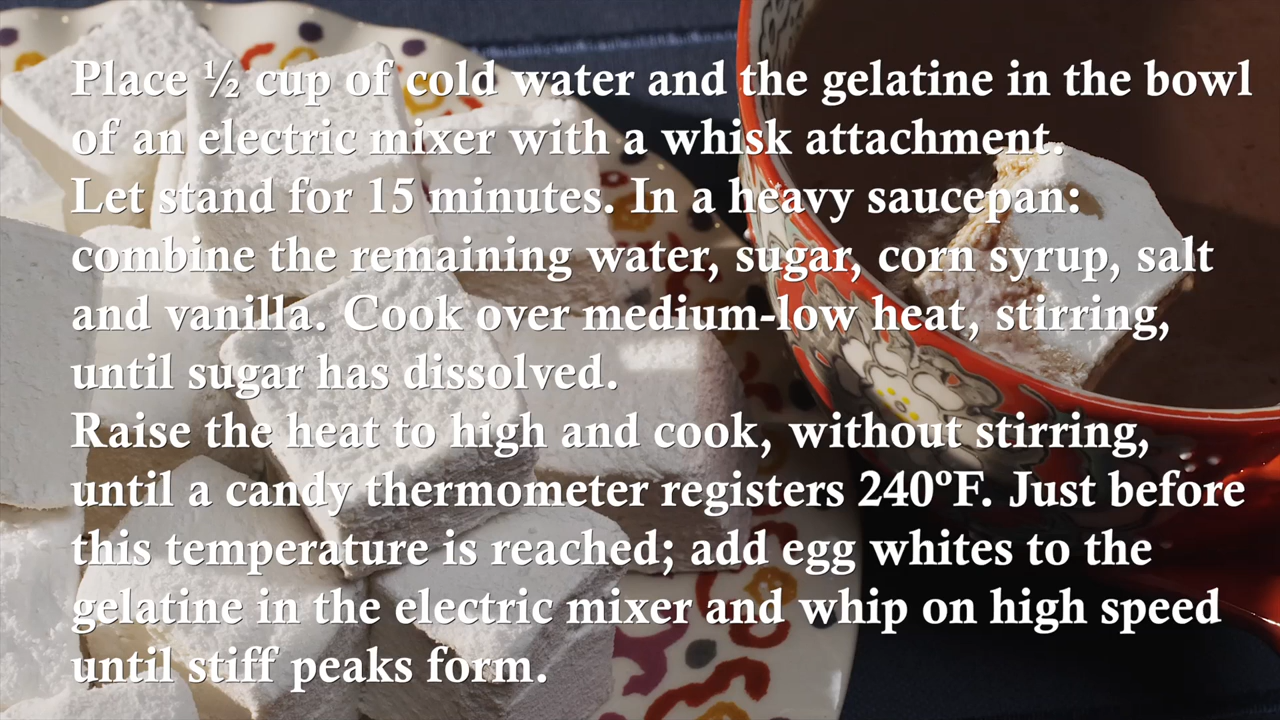 Place ½ cup of cold water and the gelatine in the bowl
of an electric mixer with a whisk attachment.
Let stand for 15 minutes. In a heavy saucepan:
combine the remaining water, sugar, corn syrup, salt
and vanilla. Cook over medium-low heat, stirring,
until sugar has dissolved.
Raise the heat to high and cook, without stirring,
until a candy thermometer registers 240ºF. Just before
this temperature is reached; add egg whites to the
gelatine in the electric mixer and whip on high speed
until stiff peaks form.